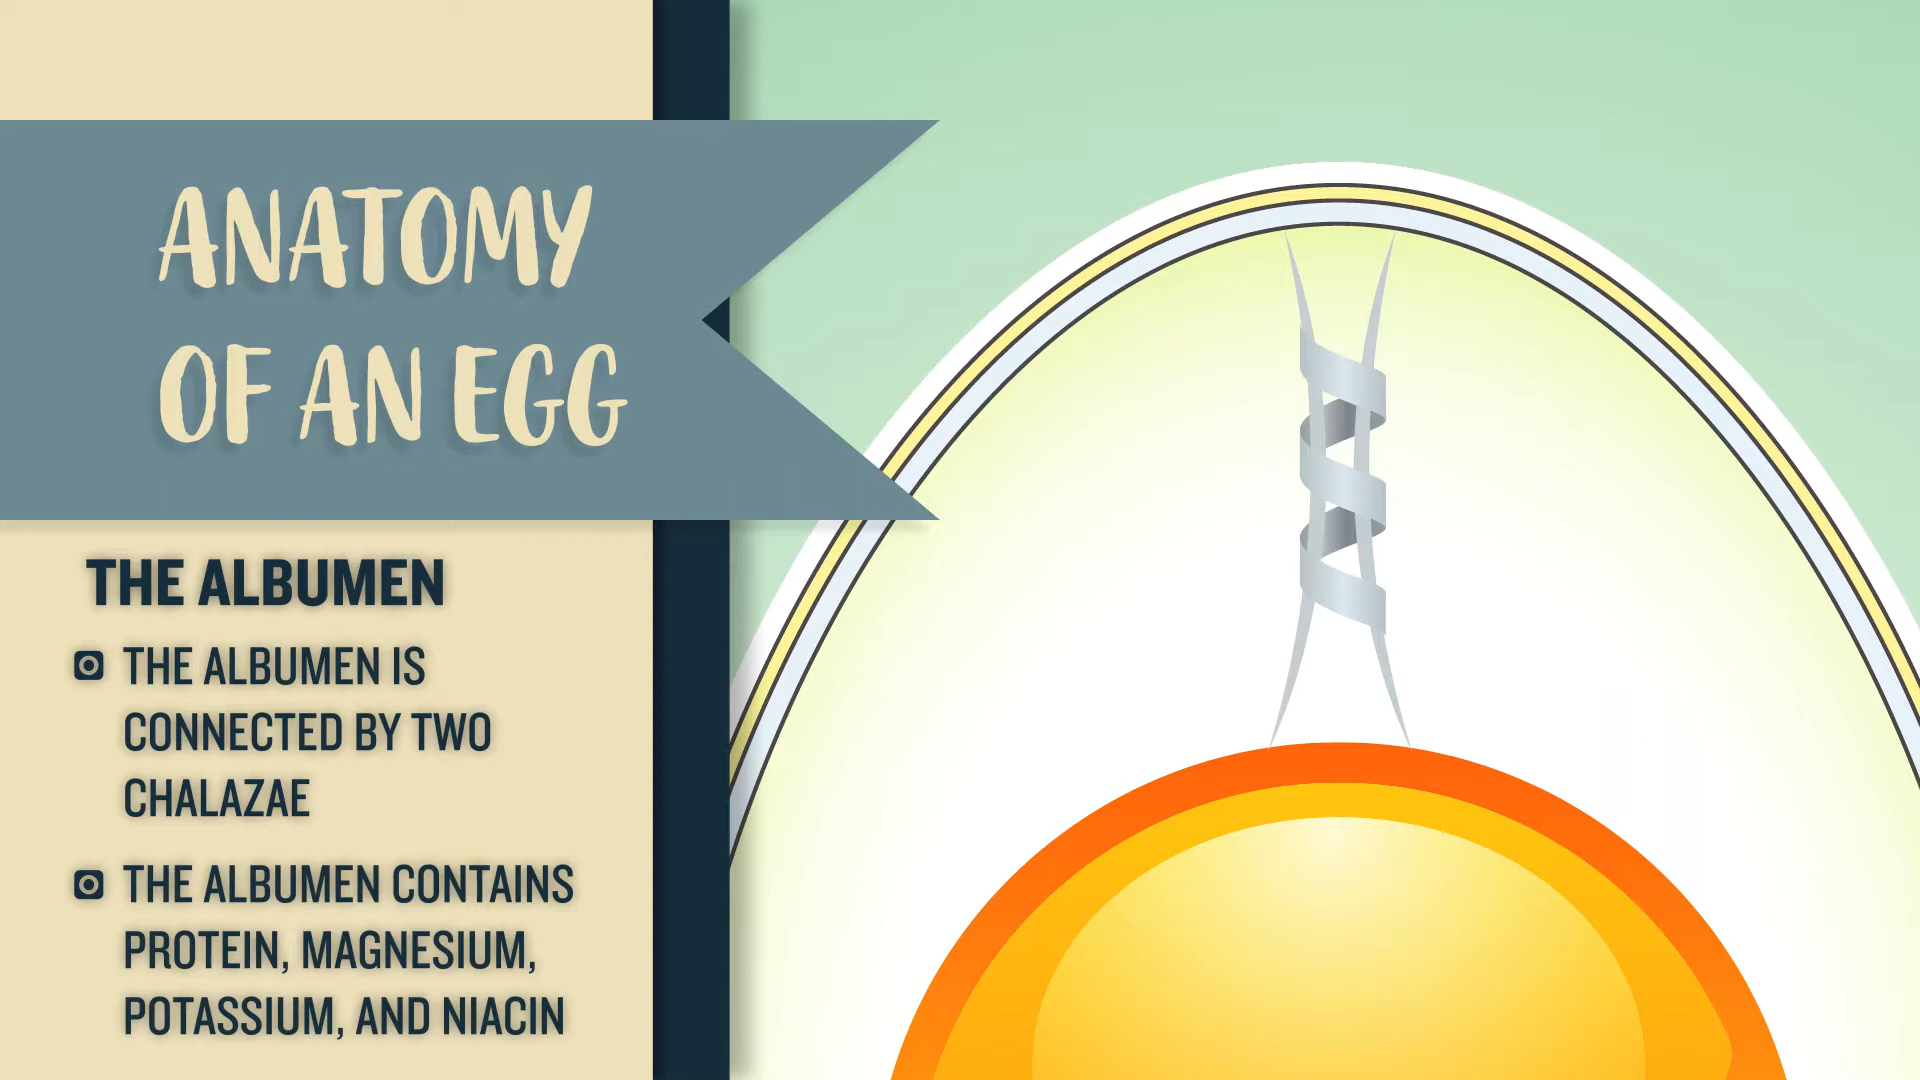 ANATOMY
OF AN EGG
THE ALBUMEN
THE ALBUMEN IS
CONNECTED BY TWO
CHALAZAE
THE ALBUMEN CONTAINS
PROTEIN, MAGNESIUM,
POTASSIUM, AND NIACIN